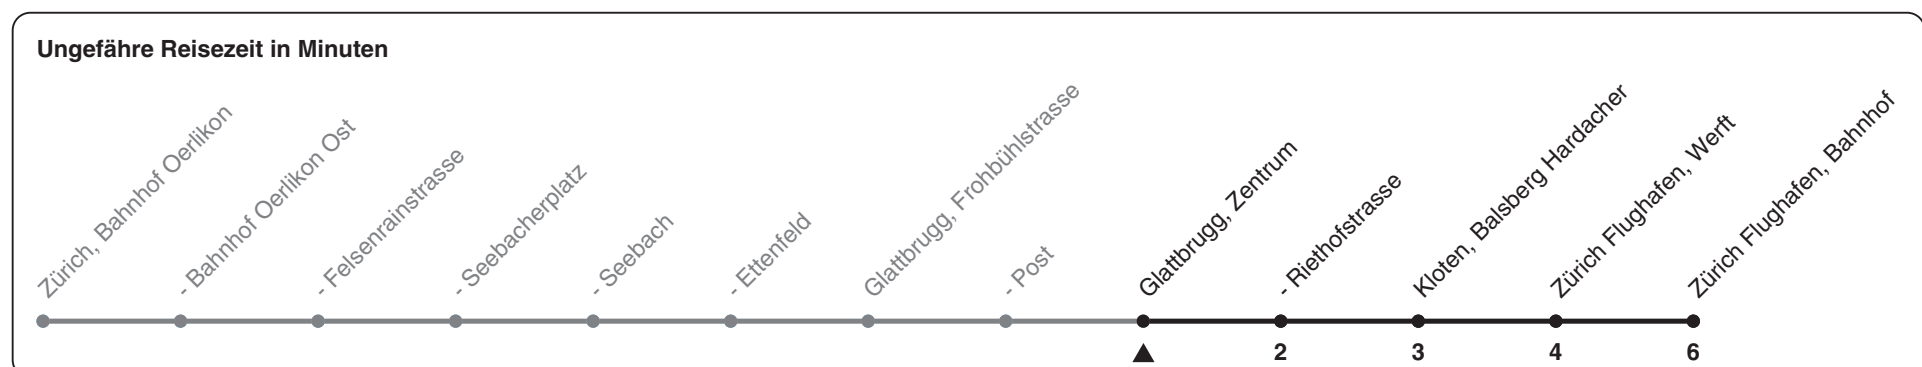 Ungefähre Reisezeit in Minuten
Zürich, Bahnhof Oerlikon
- Bahnhof Oerlikon Ost
- Felsenrainstrasse
- Seebacherplatz
- Seebach
- Ettenfeld
Glattbrugg, Frohbühlstrasse
- Post
Glattbrugg, Zentrum
- Riethofstrasse
Kloten, Balsberg Hardacher
Zürich Flughafen, Werft
Zürich Flughafen, Bahnhof
2 3 4 6